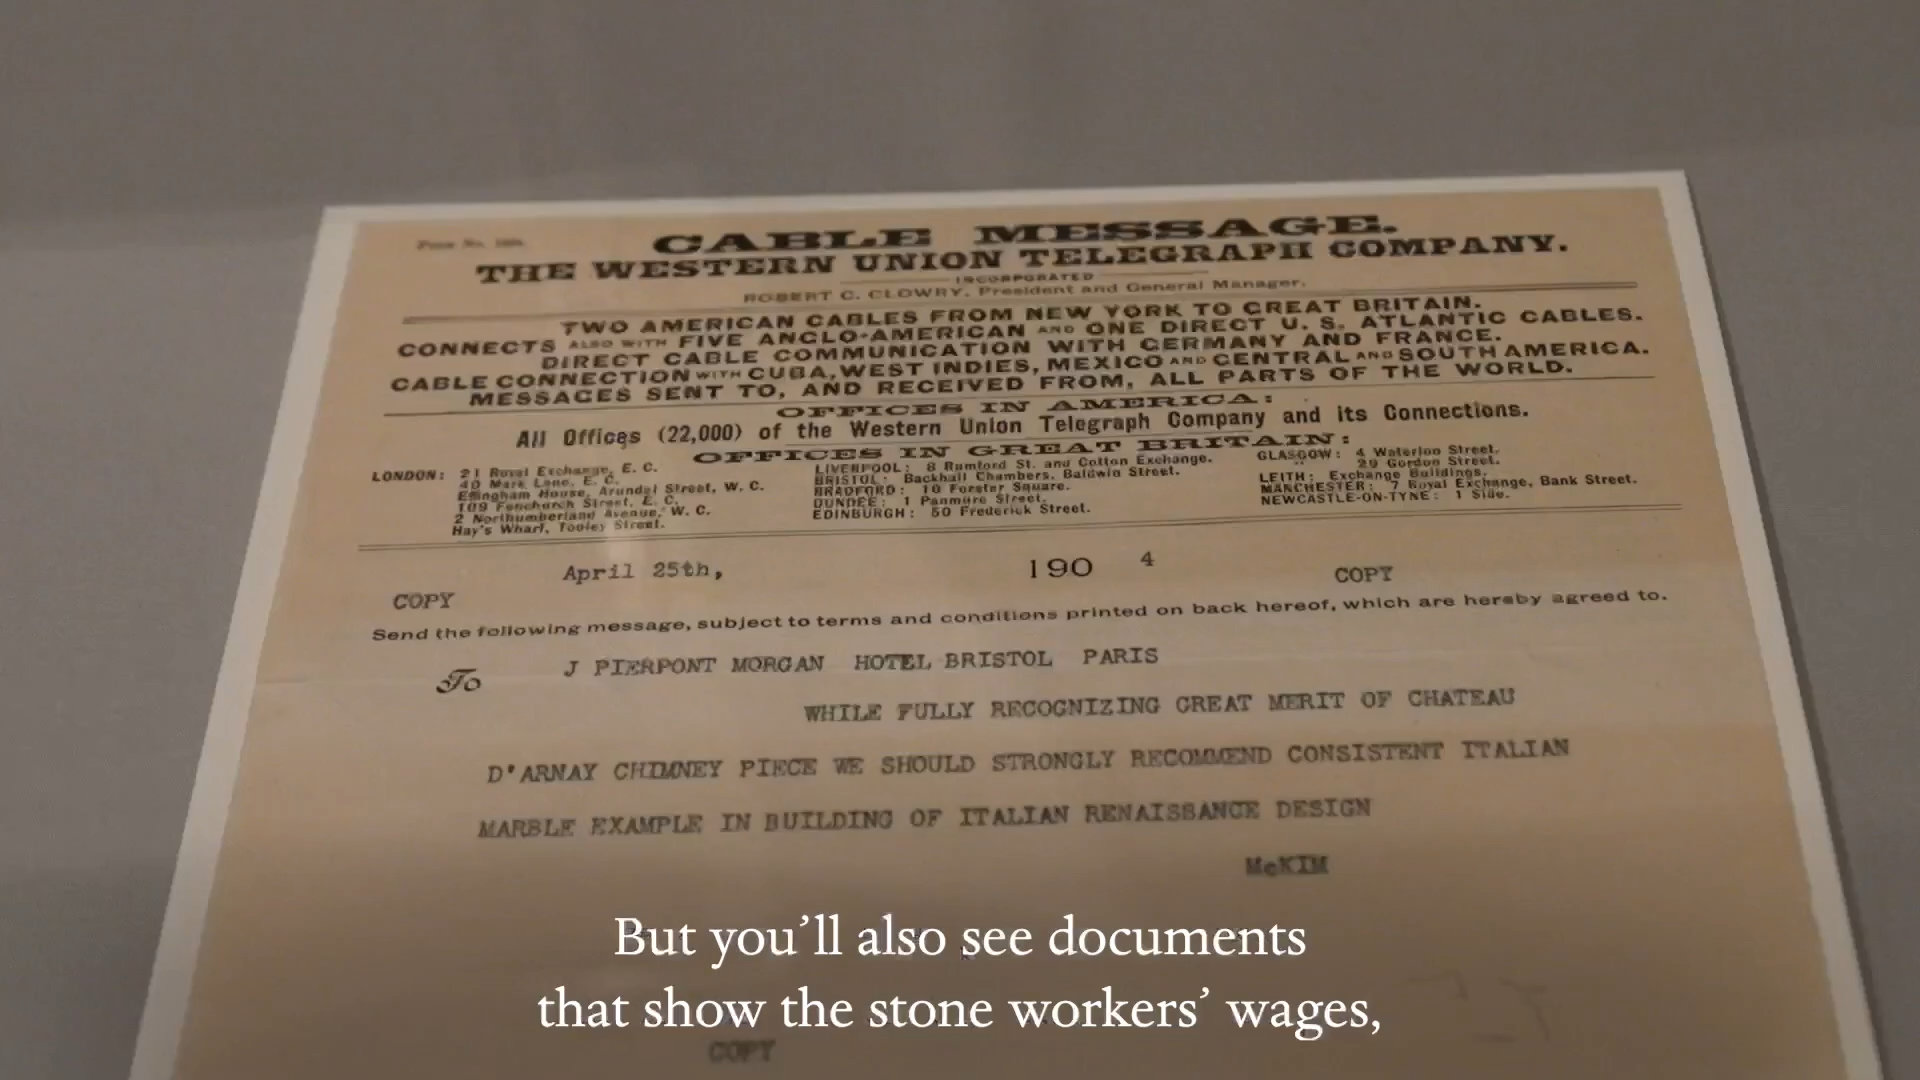 CABLE MESSAGE.
THE WESTERN UNION TELEGRAPH COMPANY.
INCORPORATED
ROBERT C. CLOWRY, President and General Manager.
TWO AMERICAN CABLES FROM NEW YORK TO GREAT BRITAIN.
CONNECTS ALSO WITH FIVE ANGLO-AMERICAN AND ONE DIRECT U. S. ATLANTIC CABLES.
DIRECT CABLE COMMUNICATION WITH GERMANY AND FRANCE.
CABLE CONNECTION WITH CUBA, WEST INDIES, MEXICO AND CENTRAL AND SOUTH AMERICA.
MESSAGES SENT TO, AND RECEIVED FROM, ALL PARTS OF THE WORLD.
OFFICES IN AMERICA:
All Offices (22,000) of the Western Union Telegraph Company and its Connections.
OFFICES IN GREAT BRITAIN:
LONDON: 21 Royal Exchange, E. C.
40 Mark Lane, E. C.
Effingham House, Arundel Street, W. C.
109 Fenchurch Street, E. C.
2 Northumberland Avenue, W. C.
Hay's Wharf, Tooley Street.
LIVERPOOL: 8 Rumford St. and Cotton Exchange.
BRISTOL: Backhall Chambers, Baldwin Street.
BRADFORD: 10 Forster Square.
DUNDEE: 1 Panmure Street.
EDINBURGH: 50 Frederick Street.
GLASGOW: 4 Waterloo Street.
" 29 Gordon Street.
LEITH: Exchange Buildings.
MANCHESTER: 7 Royal Exchange, Bank Street.
NEWCASTLE-ON-TYNE: 1 Side.
April 25th, 190 4 COPY
COPY
Send the following message, subject to terms and conditions printed on back hereof, which are hereby agreed to.
To J PIERPONT MORGAN HOTEL BRISTOL PARIS
WHILE FULLY RECOGNIZING GREAT MERIT OF CHATEAU
D'ARNAY CHIMNEY PIECE WE SHOULD STRONGLY RECOMMEND CONSISTENT ITALIAN
MARBLE EXAMPLE IN BUILDING OF ITALIAN RENAISSANCE DESIGN
McKIM
But you’ll also see documents
that show the stone workers’ wages,
COPY